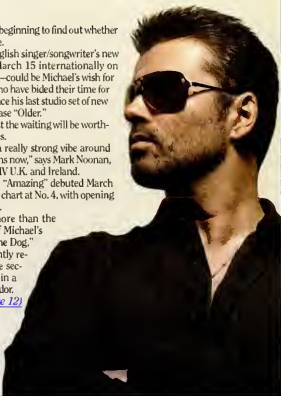 beginning to find out whether
e.
glish singer/songwriter's new
arch 15 internationally on
—could be Michael's wish for
ho have bided their time for
ce his last studio set of new
ase "Older."
t the waiting will be worth-
s.
really strong vibe around
ns now," says Mark Noonan,
V U.K. and Ireland.
"Amazing" debuted March
chart at No. 4, with opening
ore than the
f Michael's
he Dog,"
ntly re-
e sec-
in a
dor.
e 12)